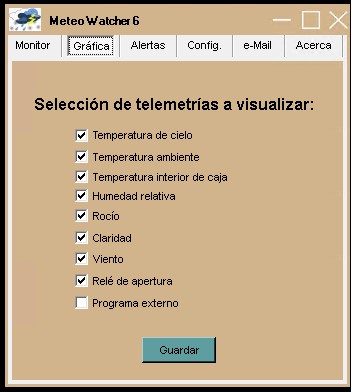 Meteo Watcher 6
Monitor Gráfica Alertas Config. e-Mail Acerca
Selección de telemetrías a visualizar:
Temperatura de cielo
Temperatura ambiente
Temperatura interior de caja
Humedad relativa
Rocío
Claridad
Viento
Relé de apertura
Programa externo
Guardar